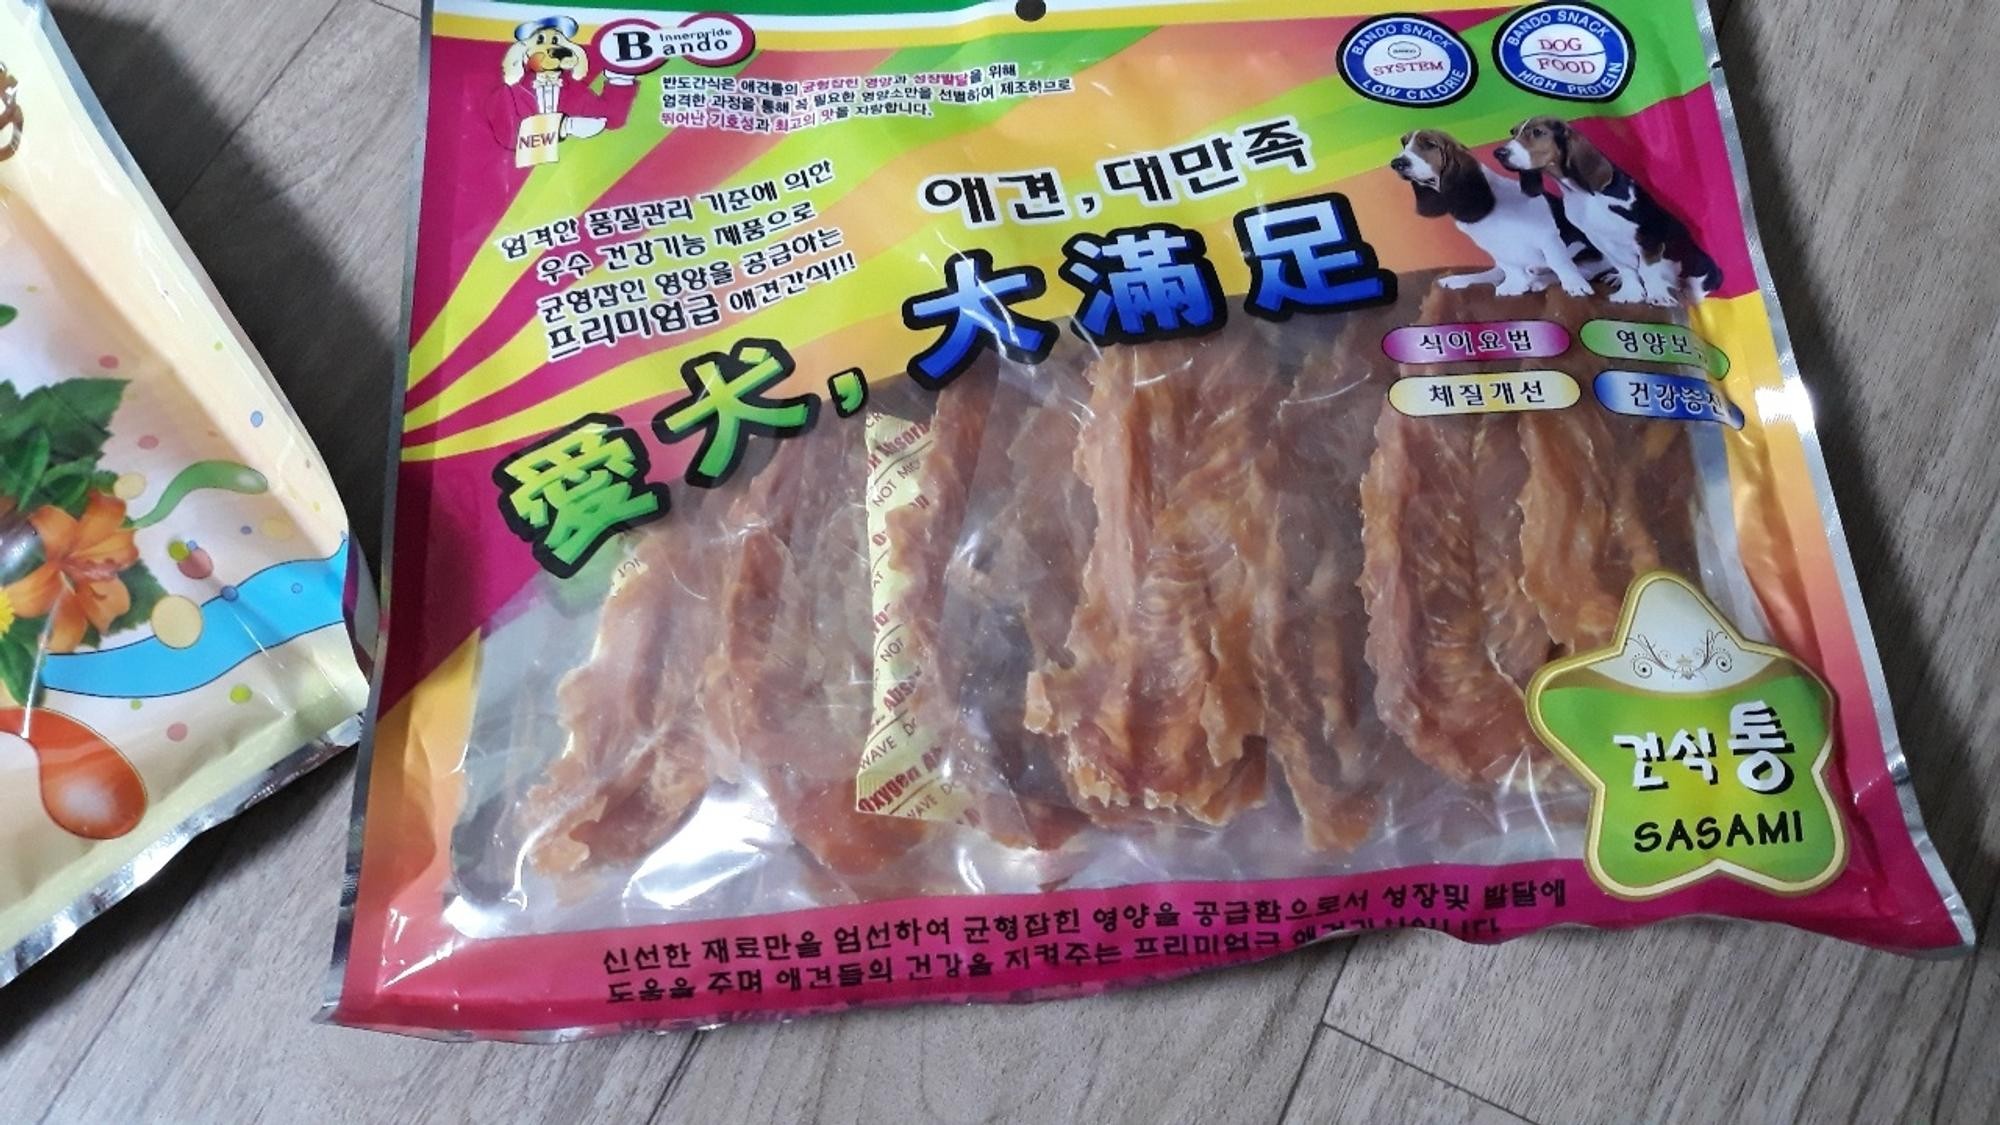 Innerpride
Bando
NEW
반도간식은 애견들의 균형잡힌 영양과 성장발달을 위해
엄격한 과정을 통해 꼭 필요한 영양소만을 선별하여 제조하므로
뛰어난 기호성과 최고의 맛을 자랑합니다.
BANDO SNACK
SYSTEM
LOW CALORIE
BANDO SNACK
DOG
FOOD
HIGH PROTEIN
엄격한 품질관리 기준에 의한
우수 건강기능 제품으로
균형잡인 영양을 공급하는
프리미엄급 애견간식!!!
애견, 대만족
愛犬, 大滿足
식이요법
영양보
체질개선
건강증진
건식통
SASAMI
신선한 재료만을 엄선하여 균형잡힌 영양을 공급함으로서 성장및 발달에
도움을 주며 애견들의 건강을 지켜주는 프리미엄급